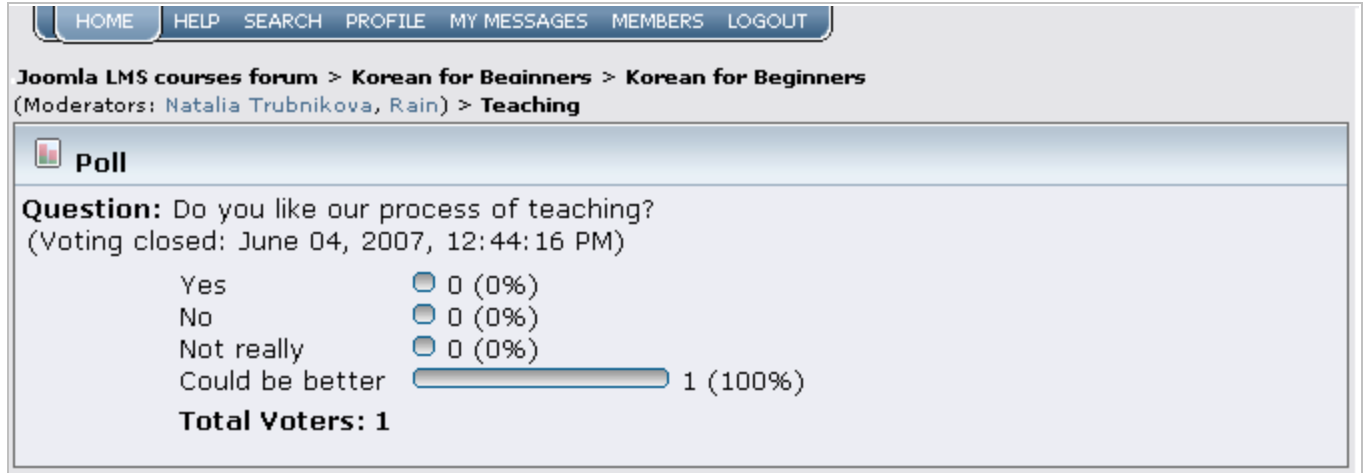 HOME HELP SEARCH PROFILE MY MESSAGES MEMBERS LOGOUT
Joomla LMS courses forum > Korean for Beginners > Korean for Beginners
(Moderators: Natalia Trubnikova, Rain) > Teaching
Poll
Question: Do you like our process of teaching?
(Voting closed: June 04, 2007, 12:44:16 PM)
Yes 0 (0%)
No 0 (0%)
Not really 0 (0%)
Could be better 1 (100%)
Total Voters: 1